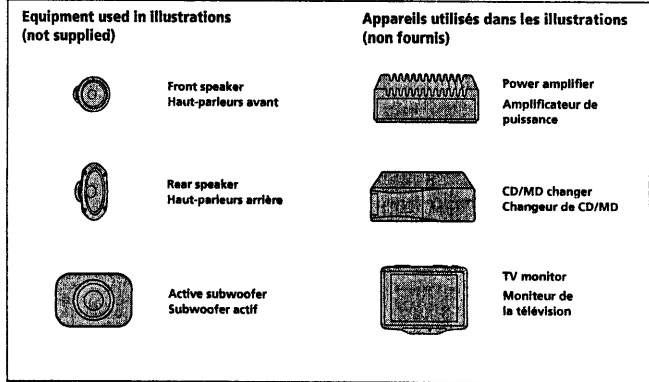 Equipment used in illustrations
(not supplied)
Front speaker
Haut-parleurs avant
Rear speaker
Haut-parleurs arrière
Active subwoofer
Subwoofer actif
Appareils utilisés dans les illustrations
(non fournis)
Power amplifier
Amplificateur de
puissance
CD/MD changer
Changeur de CD/MD
TV monitor
Moniteur de
la télévision